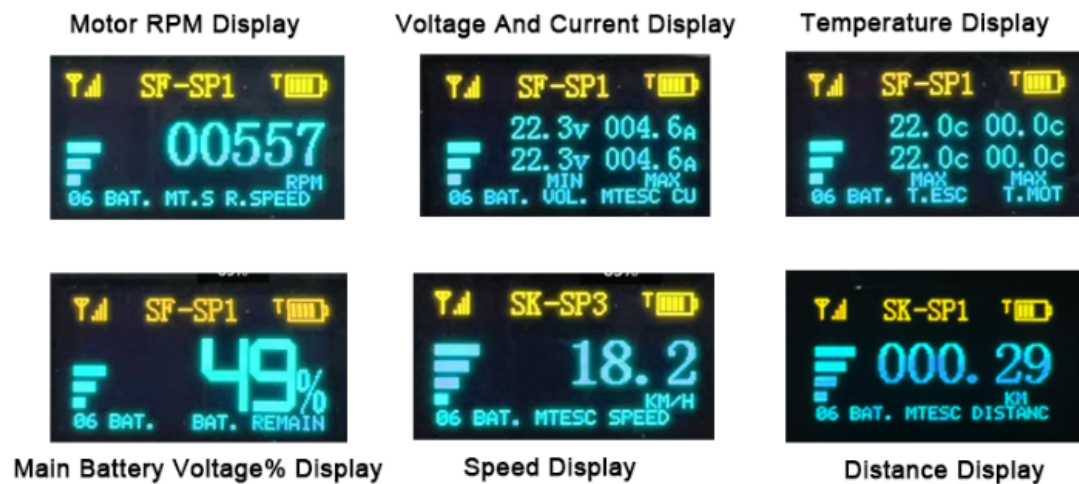 Motor RPM Display
SF-SP1 T
00557
RPM
06 BAT. MT.S R.SPEED
Voltage And Current Display
SF-SP1 T
22.3v 004.6A
22.3v 004.6A
MIN MAX
06 BAT. VOL. MTESC CU
Temperature Display
SF-SP1 T
22.0c 00.0c
22.0c 00.0c
MAX MAX
06 BAT. T.ESC T.MOT
SF-SP1 T
49%
06 BAT. BAT. REMAIN
Main Battery Voltage% Display
SK-SP3 T
18.2
KM/H
06 BAT. MTESC SPEED
Speed Display
SK-SP1 T
000.29
KM
06 BAT. MTESC DISTANC
Distance Display